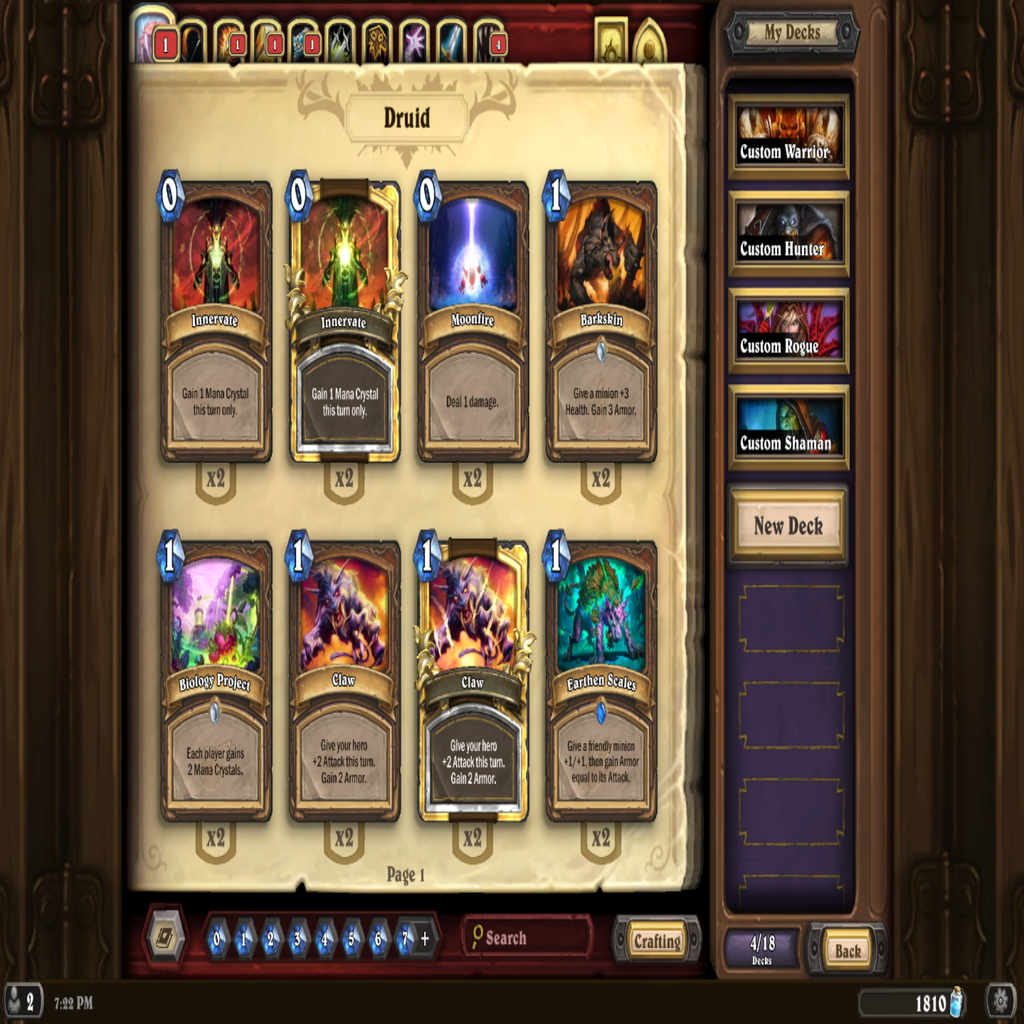 1
1
1
1
4
My Decks
Druid
Custom Warrior
0
0
0
1
Innervate
Innervate
Moonfire
Barkskin
Gain 1 Mana Crystal
this turn only.
Gain 1 Mana Crystal
this turn only.
Deal 1 damage.
Give a minion +3
Health. Gain 3 Armor.
x2
x2
x2
x2
Custom Hunter
Custom Rogue
Custom Shaman
New Deck
1
1
1
1
Biology Project
Claw
Claw
Earthen Scales
Each player gains
2 Mana Crystals.
Give your hero
+2 Attack this turn.
Gain 2 Armor.
Give your hero
+2 Attack this turn.
Gain 2 Armor.
Give a friendly minion
+1/+1, then gain Armor
equal to its Attack.
x2
x2
x2
x2
Page 1
0 1 2 3 4 5 6 7 +
Search
Crafting
4/18
Decks
Back
2
7:22 PM
1810